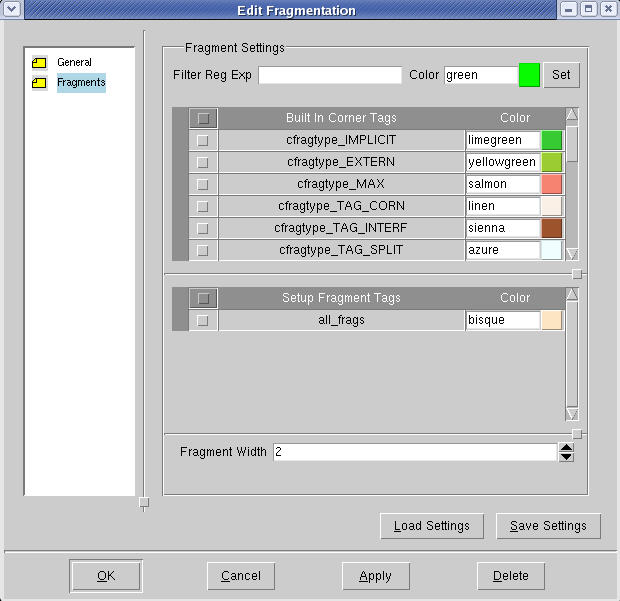 Edit Fragmentation
General
Fragments
Fragment Settings
Filter Reg Exp Color green Set
Built In Corner Tags Color
cfragtype_IMPLICIT limegreen
cfragtype_EXTERN yellowgreen
cfragtype_MAX salmon
cfragtype_TAG_CORN linen
cfragtype_TAG_INTERF sienna
cfragtype_TAG_SPLIT azure
Setup Fragment Tags Color
all_frags bisque
Fragment Width 2
Load Settings Save Settings
OK Cancel Apply Delete